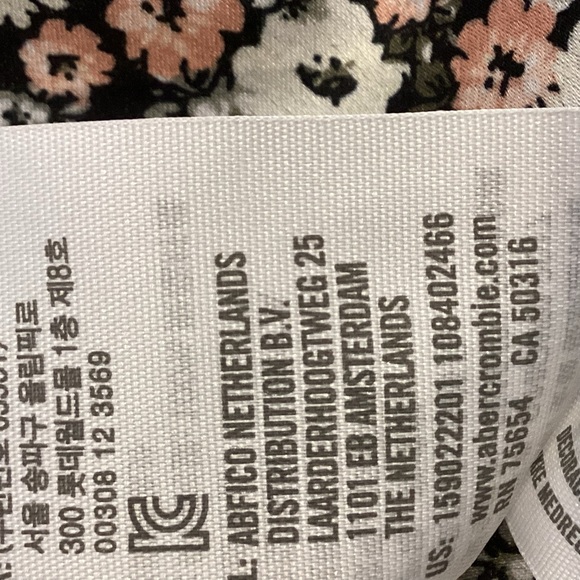 서울 송파구 올림픽로
300 롯데월드몰 1층 제8호
00308 12 3569
L: ABFICO NETHERLANDS
DISTRIBUTION B.V.
LAARDERHOOGTWEG 25
1101 EB AMSTERDAM
THE NETHERLANDS
US: 159022201 108402466
www.abercrombie.com
RN 75654 CA 50316